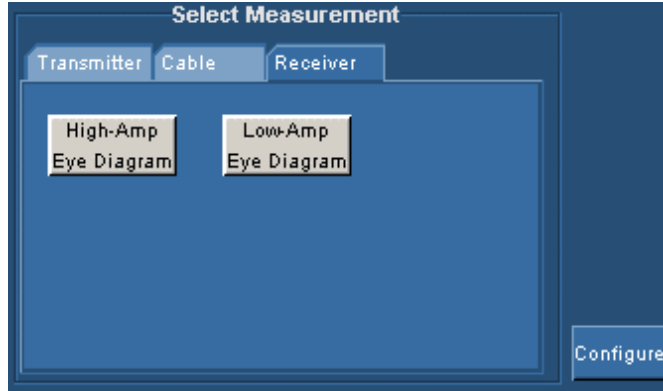 Select Measurement
Transmitter Cable Receiver
High-Amp Low-Amp
Eye Diagram Eye Diagram
Configure